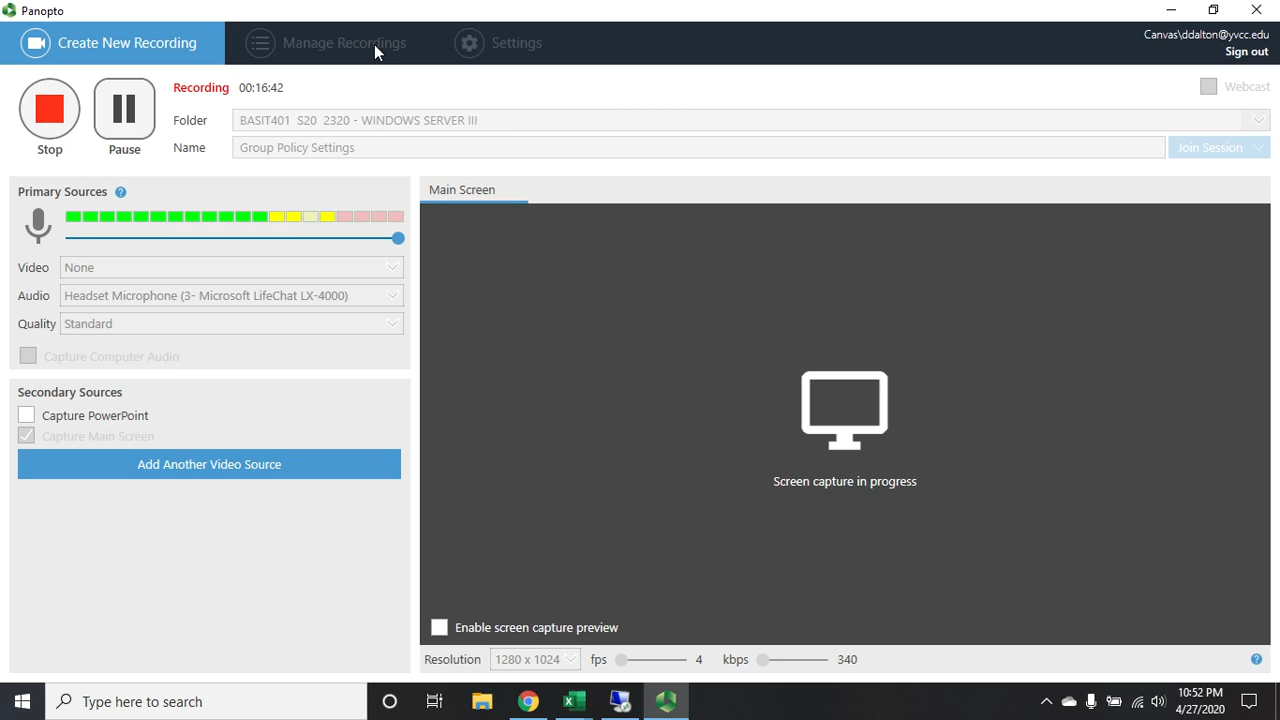 Panopto
Create New Recording
Manage Recordings
Settings
Canvas\ddalton@yvcc.edu
Sign out
Recording 00:16:42
Webcast
Folder BASIT401 S20 2320 - WINDOWS SERVER III
Name Group Policy Settings
Join Session
Stop
Pause
Primary Sources ?
Video None
Audio Headset Microphone (3- Microsoft LifeChat LX-4000)
Quality Standard
Capture Computer Audio
Secondary Sources
Capture PowerPoint
Capture Main Screen
Add Another Video Source
Main Screen
Screen capture in progress
Enable screen capture preview
Resolution 1280 x 1024 fps 4 kbps 340 ?
Type here to search
10:52 PM
4/27/2020